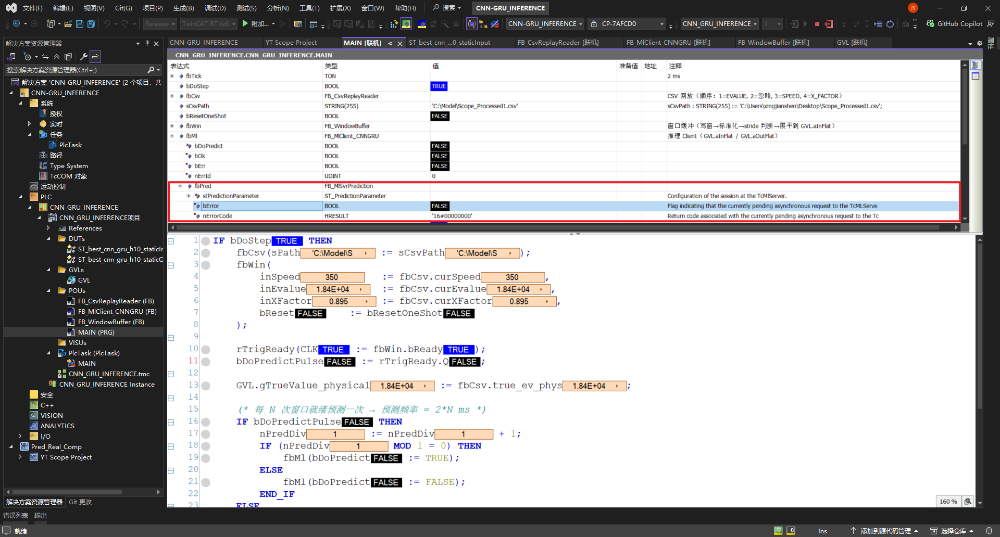 文件(F) 编辑(E) 视图(V) Git(G) 项目(P) 生成(B) 调试(D) 测试(S) 分析(N) 工具(T) 扩展(X) 窗口(W) 帮助(H) 搜索 CNN-GRU_INFERENCE JS
Release TwinCAT RT (x6 附加... CNN-GRU_INFERENCE CP-7AFCD0 CNN_GRU_INFERENCE 1 GitHub Copilot
解决方案资源管理器
搜索解决方案资源管理器(Ctrl+;)
解决方案 'CNN-GRU_INFERENCE' (2 个项目，共
CNN-GRU_INFERENCE
系统
授权
实时
任务
PlcTask
路径
Type System
TcCOM 对象
运动控制
PLC
CNN_GRU_INFERENCE
CNN_GRU_INFERENCE项目
References
DUTs
ST_best_cnn_gru_h10_staticIr
ST_best_cnn_gru_h10_staticC
GVLs
GVL
POUs
FB_CsvReplayReader (FB)
FB_MlClient_CNNGRU (FB)
FB_WindowBuffer (FB)
MAIN (PRG)
VISUs
PlcTask (PlcTask)
MAIN
CNN_GRU_INFERENCE.tmc
CNN_GRU_INFERENCE Instance
安全
C++
VISION
ANALYTICS
I/O
Pred_Real_Comp
YT Scope Project
解决方案资源管理器 Git 更改
错误列表 输出
CNN-GRU_INFERENCE YT Scope Project MAIN [联机] ST_best_cnn_...0_staticInput FB_CsvReplayReader [联机] FB_MlClient_CNNGRU [联机] FB_WindowBuffer [联机] GVL [联机]
CNN_GRU_INFERENCE.CNN_GRU_INFERENCE.MAIN
表达式 类型 值 准备值 地址 注释
fbTick TON 2 ms
bDoStep BOOL TRUE
fbCsv FB_CsvReplayReader CSV 回放（顺序：1=EVALUE, 2=忽略, 3=SPEED, 4=X_FACTOR）
sCsvPath STRING(255) 'C:\Model\Scope_Processed1.csv' sCsvPath : STRING(255) := 'C:\Users\xingjianshen\Desktop\Scope_Processed1.csv';
bResetOneShot BOOL FALSE
fbWin FB_WindowBuffer 窗口缓冲（写窗→标准化→stride 判断→展平到 GVL.aInFlat）
fbMl FB_MlClient_CNNGRU 推理 Client（GVL.aInFlat / GVL.aOutFlat）
bDoPredict BOOL FALSE
bOk BOOL FALSE
bErr BOOL FALSE
nErrId UDINT 0
fbPred FB_MlSvrPrediction
stPredictionParameter ST_PredictionParameter Configuration of the session at the TcMlServer.
bError BOOL FALSE Flag indicating that the currently pending asynchronous request to the TcMLServe
nErrorCode HRESULT '16#00000000' Return code associated with the currently pending asynchronous request to the Tc
1 IF bDoStep TRUE THEN
2 fbCsv(sPath 'C:\Model\S := sCsvPath 'C:\Model\S );
3 fbWin(
4 inSpeed 350 := fbCsv.curSpeed 350 ,
5 inEvalue 1.84E+04 := fbCsv.curEvalue 1.84E+04 ,
6 inXFactor 0.895 := fbCsv.curXFactor 0.895 ,
7 bReset FALSE := bResetOneShot FALSE
8 );
9
10 rTrigReady(CLK TRUE := fbWin.bReady TRUE );
11 bDoPredictPulse FALSE := rTrigReady.Q FALSE ;
12
13 GVL.gTrueValue_physical 1.84E+04 := fbCsv.true_ev_phys 1.84E+04 ;
14
15 (* 每 N 次窗口就绪预测一次 → 预测频率 = 2*N ms *)
16 IF bDoPredictPulse FALSE THEN
17 nPredDiv 1 := nPredDiv 1 + 1;
18 IF (nPredDiv 1 MOD 1 = 0) THEN
19 fbMl(bDoPredict FALSE := TRUE);
20 ELSE
21 fbMl(bDoPredict FALSE := FALSE);
22 END_IF
23 ELSE
160 %
就绪 Ins 添加到源代码管理 选择仓库